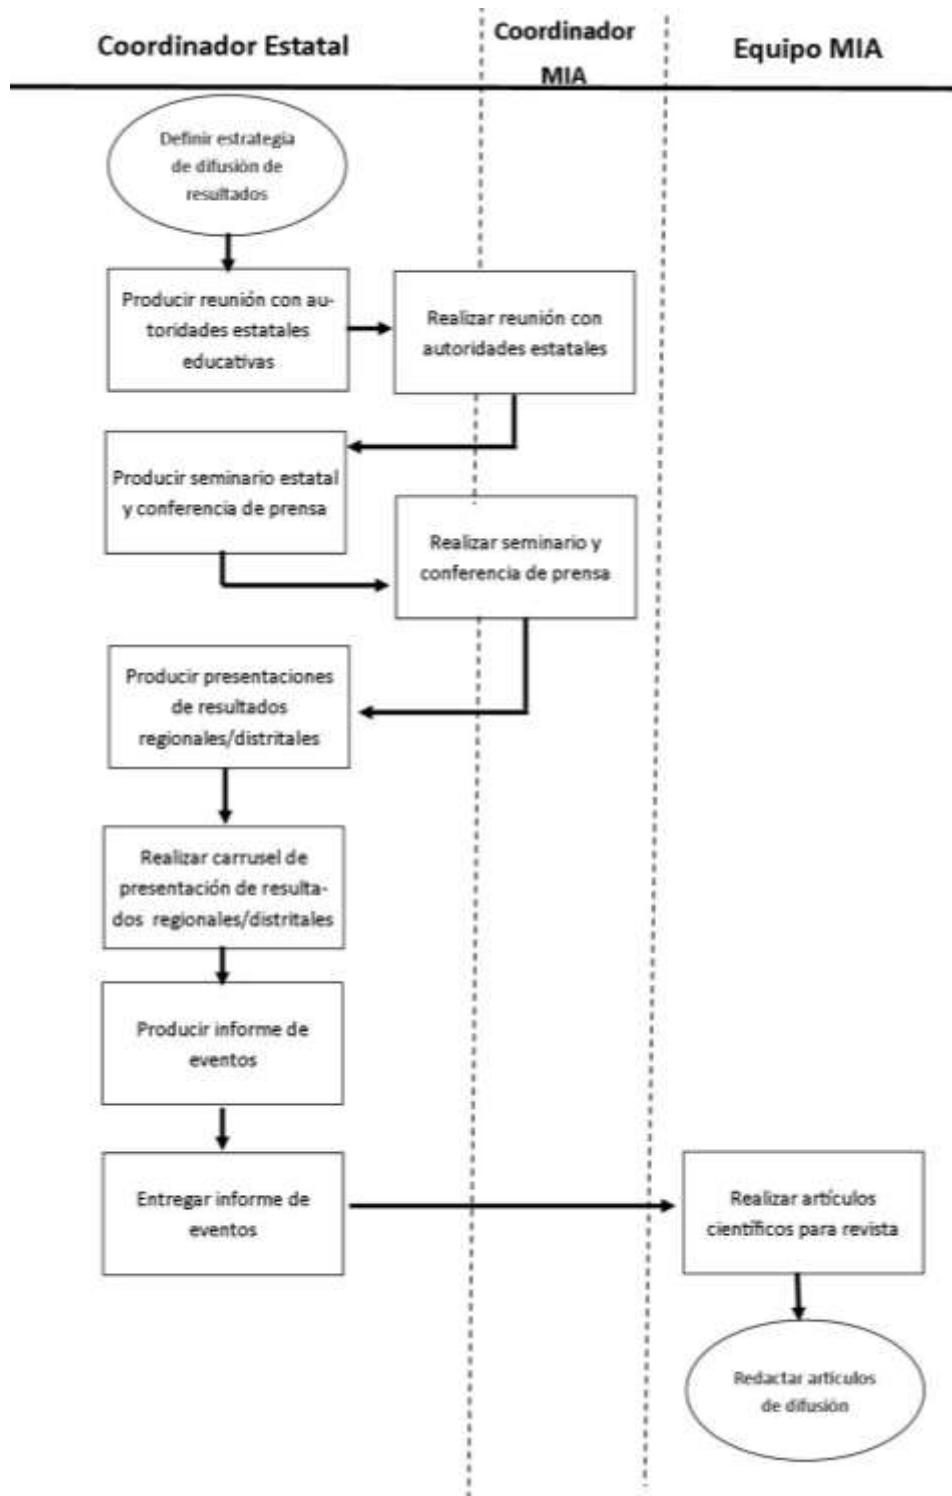 Coordinador Estatal
Coordinador
MIA
Equipo MIA
Definir estrategia
de difusión de
resultados
Producir reunión con au-
toridades estatales
educativas
Realizar reunión con
autoridades estatales
Producir seminario estatal
y conferencia de prensa
Realizar seminario y
conferencia de prensa
Producir presentaciones
de resultados
regionales/distritales
Realizar carrusel de
presentación de resulta-
dos regionales/distritales
Producir informe de
eventos
Entregar informe de
eventos
Realizar artículos
científicos para revista
Redactar artículos
de difusión